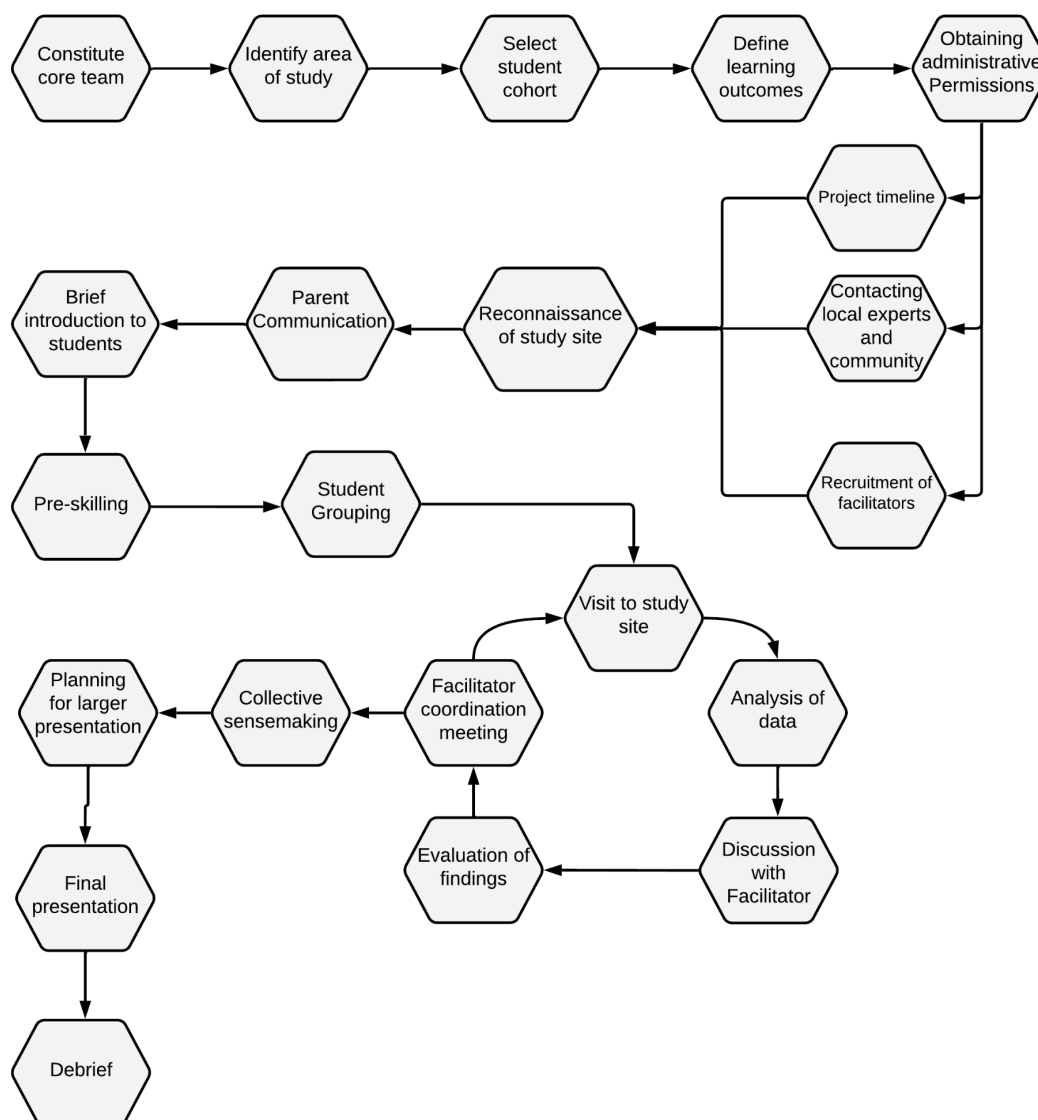 Constitute
core team
Identify area
of study
Select
student
cohort
Define
learning
outcomes
Obtaining
administrative
Permissions
Project timeline
Contacting
local experts
and
community
Recruitment of
facilitators
Reconnaissance
of study site
Parent
Communication
Brief
introduction to
students
Pre-skilling
Student
Grouping
Visit to study
site
Analysis of
data
Discussion
with
Facilitator
Evaluation of
findings
Facilitator
coordination
meeting
Collective
sensemaking
Planning
for larger
presentation
Final
presentation
Debrief